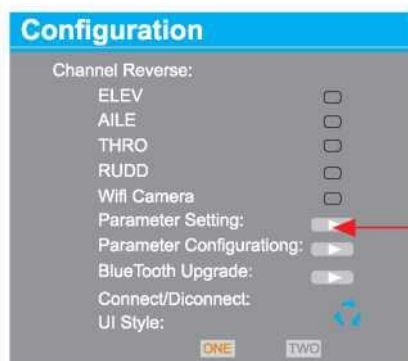 Configuration
Channel Reverse:
ELEV
AILE
THRO
RUDD
Wifi Camera
Parameter Setting:
Parameter Configurationg:
BlueTooth Upgrade:
Connect/Diconnect:
UI Style:
ONE TWO